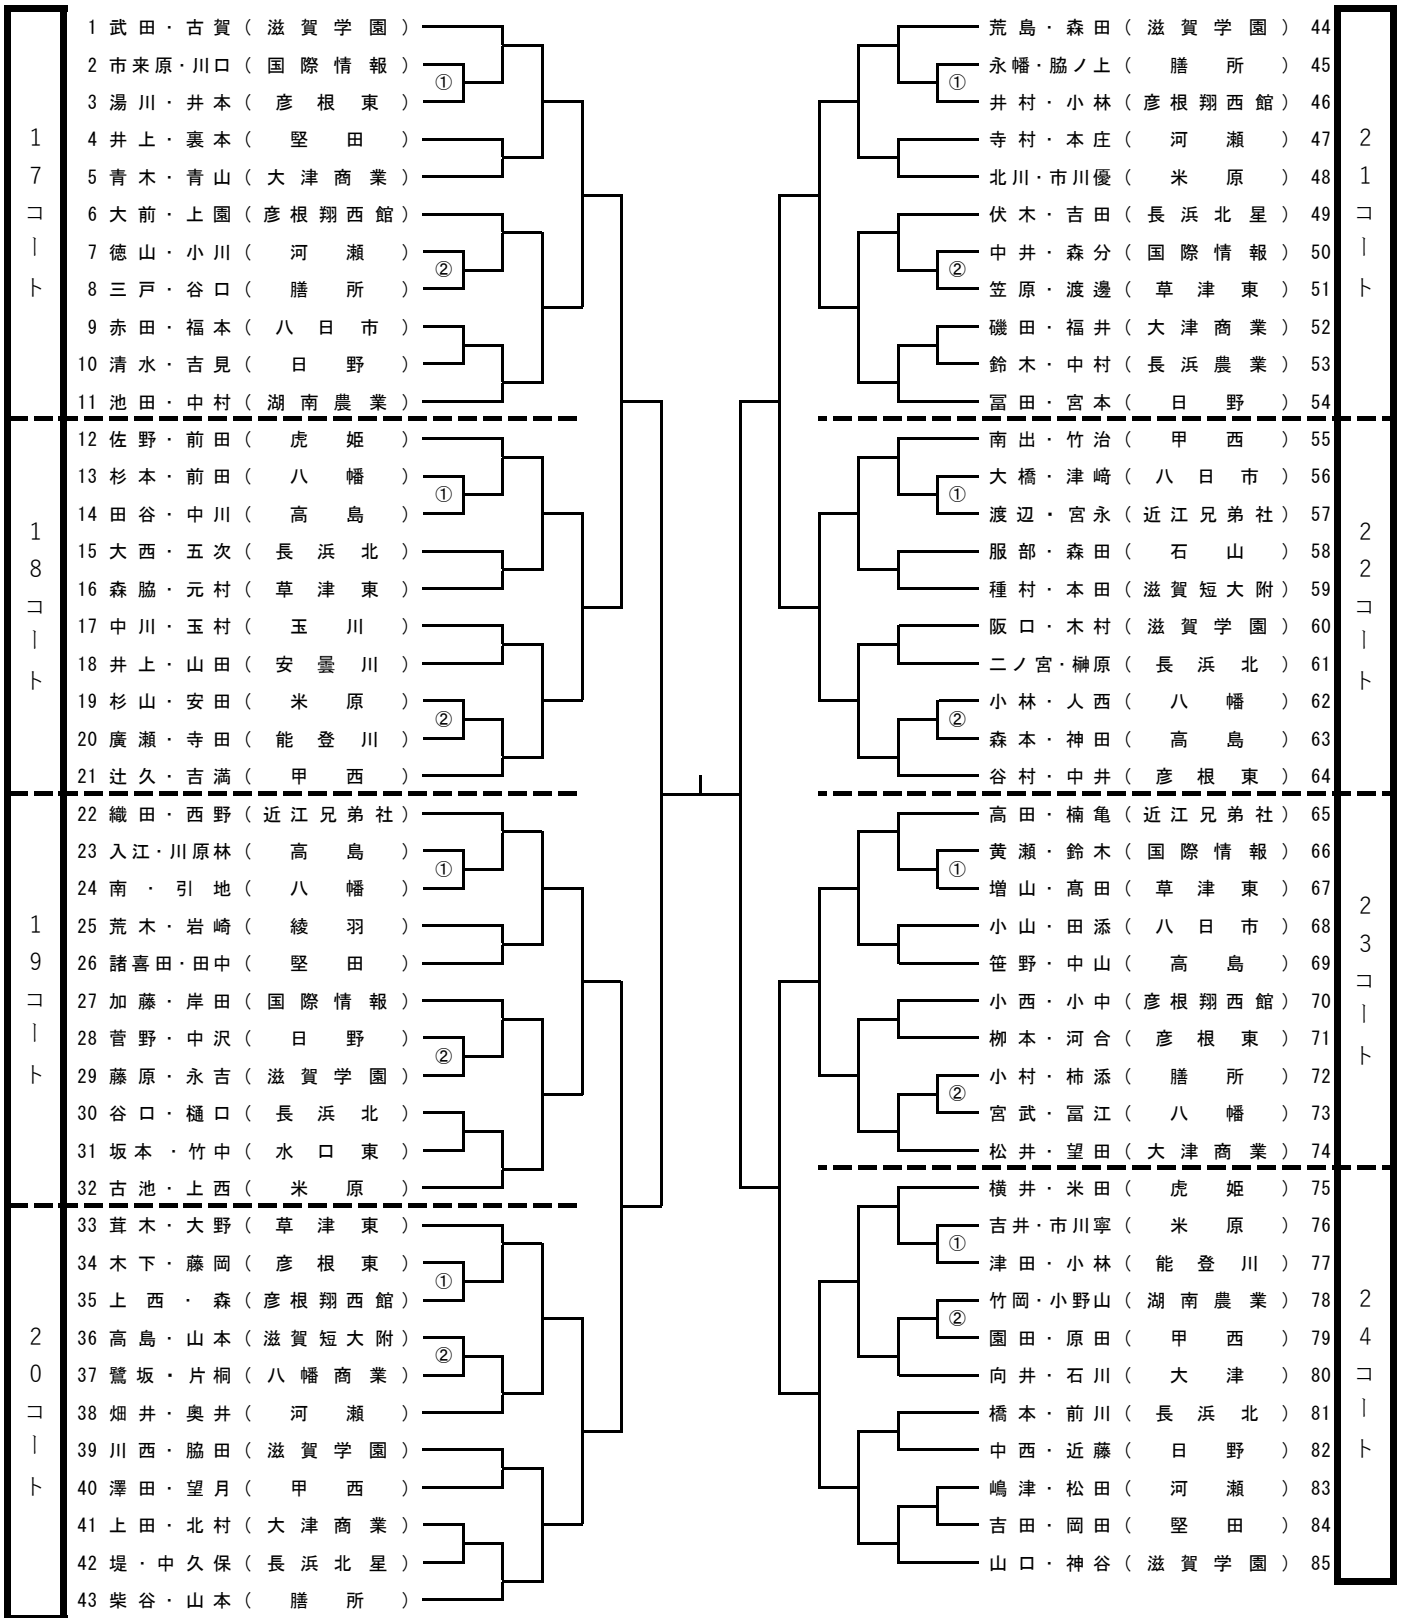 17コート
1 武田・古賀（滋賀学園）
2 市来原・川口（国際情報）
①
3 湯川・井本（彦根東）
4 井上・裏本（堅田）
5 青木・青山（大津商業）
6 大前・上園（彦根翔西館）
7 徳山・小川（河瀬）
②
8 三戸・谷口（膳所）
9 赤田・福本（八日市）
10 清水・吉見（日野）
11 池田・中村（湖南農業）
18コート
12 佐野・前田（虎姫）
13 杉本・前田（八幡）
①
14 田谷・中川（高島）
15 大西・五次（長浜北）
16 森脇・元村（草津東）
17 中川・玉村（玉川）
18 井上・山田（安曇川）
19 杉山・安田（米原）
②
20 廣瀬・寺田（能登川）
21 辻久・吉満（甲西）
19コート
22 織田・西野（近江兄弟社）
23 入江・川原林（高島）
①
24 南・引地（八幡）
25 荒木・岩崎（綾羽）
26 諸喜田・田中（堅田）
27 加藤・岸田（国際情報）
28 菅野・中沢（日野）
②
29 藤原・永吉（滋賀学園）
30 谷口・樋口（長浜北）
31 坂本・竹中（水口東）
32 古池・上西（米原）
20コート
33 茸木・大野（草津東）
34 木下・藤岡（彦根東）
①
35 上西・森（彦根翔西館）
36 高島・山本（滋賀短大附）
②
37 鷺坂・片桐（八幡商業）
38 畑井・奥井（河瀬）
39 川西・脇田（滋賀学園）
40 澤田・望月（甲西）
41 上田・北村（大津商業）
42 堤・中久保（長浜北星）
43 柴谷・山本（膳所）
21コート
荒島・森田（滋賀学園）44
永幡・脇ノ上（膳所）45
①
井村・小林（彦根翔西館）46
寺村・本庄（河瀬）47
北川・市川優（米原）48
伏木・吉田（長浜北星）49
中井・森分（国際情報）50
②
笠原・渡邊（草津東）51
磯田・福井（大津商業）52
鈴木・中村（長浜農業）53
冨田・宮本（日野）54
22コート
南出・竹治（甲西）55
大橋・津﨑（八日市）56
①
渡辺・宮永（近江兄弟社）57
服部・森田（石山）58
種村・本田（滋賀短大附）59
阪口・木村（滋賀学園）60
二ノ宮・榊原（長浜北）61
小林・人西（八幡）62
②
森本・神田（高島）63
谷村・中井（彦根東）64
23コート
高田・楠亀（近江兄弟社）65
黄瀬・鈴木（国際情報）66
①
増山・髙田（草津東）67
小山・田添（八日市）68
笹野・中山（高島）69
小西・小中（彦根翔西館）70
栁本・河合（彦根東）71
小村・柿添（膳所）72
②
宮武・冨江（八幡）73
松井・望田（大津商業）74
24コート
横井・米田（虎姫）75
吉井・市川寧（米原）76
①
津田・小林（能登川）77
竹岡・小野山（湖南農業）78
②
園田・原田（甲西）79
向井・石川（大津）80
橋本・前川（長浜北）81
中西・近藤（日野）82
嶋津・松田（河瀬）83
吉田・岡田（堅田）84
山口・神谷（滋賀学園）85